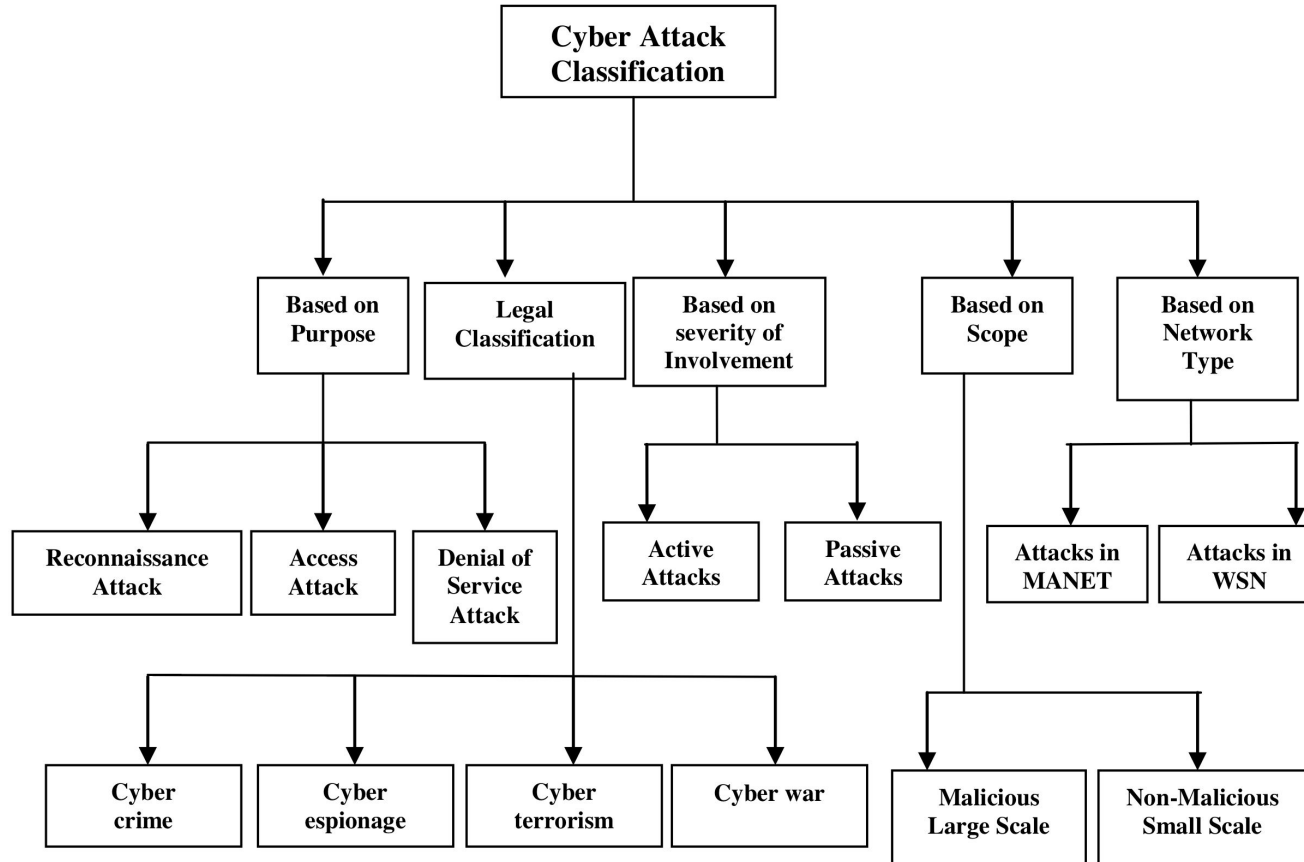 Cyber Attack
Classification
Based on
Purpose
Legal
Classification
Based on
severity of
Involvement
Based on
Scope
Based on
Network
Type
Reconnaissance
Attack
Access
Attack
Denial of
Service
Attack
Active
Attacks
Passive
Attacks
Attacks in
MANET
Attacks in
WSN
Cyber
crime
Cyber
espionage
Cyber
terrorism
Cyber war
Malicious
Large Scale
Non-Malicious
Small Scale